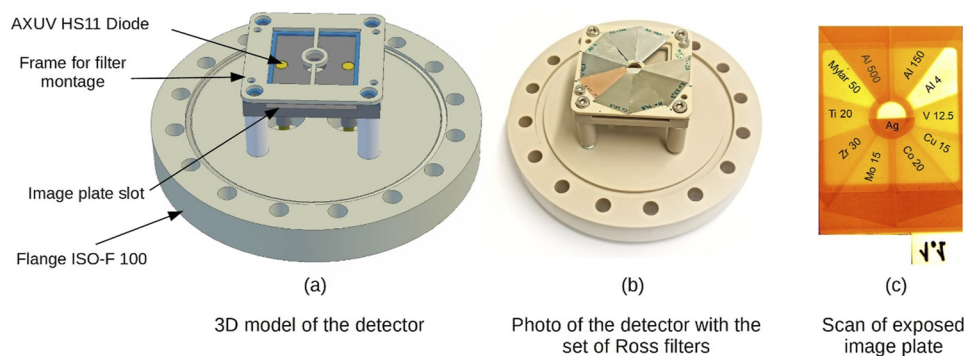 AXUV HS11 Diode
Frame for filter
montage
Image plate slot
Flange ISO-F 100
Mylar 50
Al 500
Al 150
Al 4
Ti 20
V 12.5
Ag
Zr 30
Cu 15
Mo 15
Co 20
1.1
(a)
(b)
(c)
3D model of the detector
Photo of the detector with the
set of Ross filters
Scan of exposed
image plate